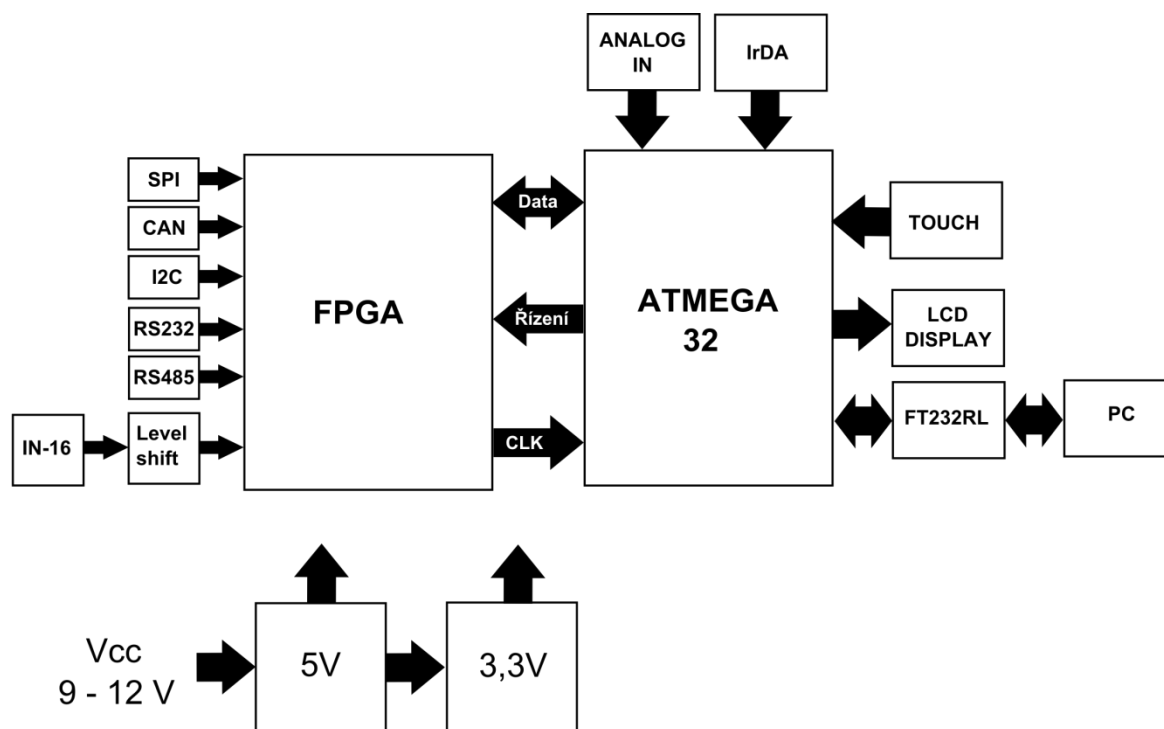 ANALOG
IN
IrDA
SPI
CAN
I2C
RS232
RS485
IN-16
Level
shift
FPGA
Data
Řízení
CLK
ATMEGA
32
TOUCH
LCD
DISPLAY
FT232RL
PC
Vcc
9 - 12 V
5V
3,3V